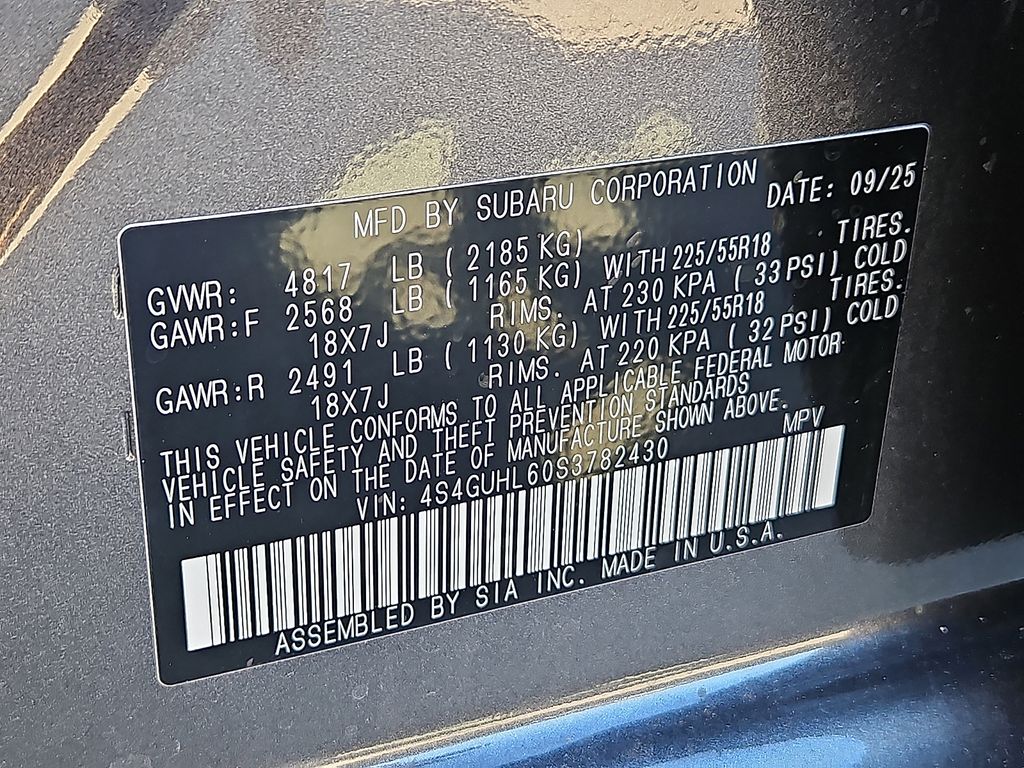 MFD BY SUBARU CORPORATION DATE: 09/25
GVWR: 4817 LB ( 2185 KG)
GAWR:F 2568 LB ( 1165 KG) WITH 225/55R18 TIRES.
18X7J RIMS. AT 230 KPA ( 33 PSI) COLD
GAWR:R 2491 LB ( 1130 KG) WITH 225/55R18 TIRES.
18X7J RIMS. AT 220 KPA ( 32 PSI) COLD
THIS VEHICLE CONFORMS TO ALL APPLICABLE FEDERAL MOTOR
VEHICLE SAFETY AND THEFT PREVENTION STANDARDS
IN EFFECT ON THE DATE OF MANUFACTURE SHOWN ABOVE.
VIN: 4S4GUHL60S3782430 MPV
ASSEMBLED BY SIA INC. MADE IN U.S.A.